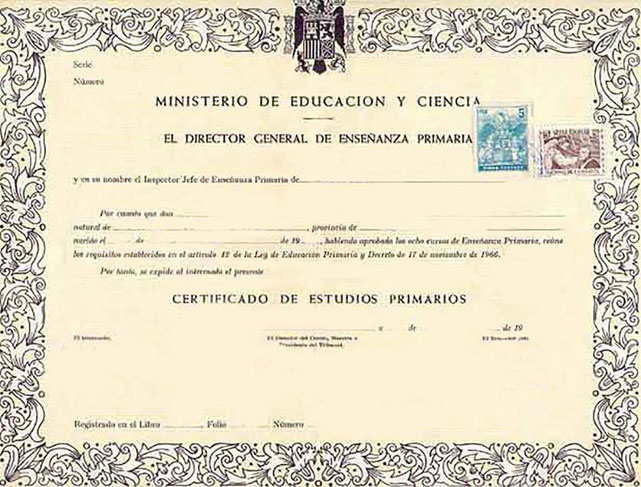 Serie
Número
MINISTERIO DE EDUCACION Y CIENCIA
EL DIRECTOR GENERAL DE ENSEÑANZA PRIMARIA
y en su nombre el Inspector Jefe de Enseñanza Primaria de
Por cuanto que don
natural de , provincia de
nacido el de de 19 , habiendo aprobado los ocho cursos de Enseñanza Primaria, reúne
los requisitos establecidos en el artículo 12 de la Ley de Educación Primaria y Decreto de 17 de noviembre de 1966.
Por tanto, se expide al interesado el presente
CERTIFICADO DE ESTUDIOS PRIMARIOS
a de de 19
El interesado, El Director del Centro, Maestro o El Inspector Jefe
Presidente del Tribunal,
Registrado en el Libro Folio Número
5